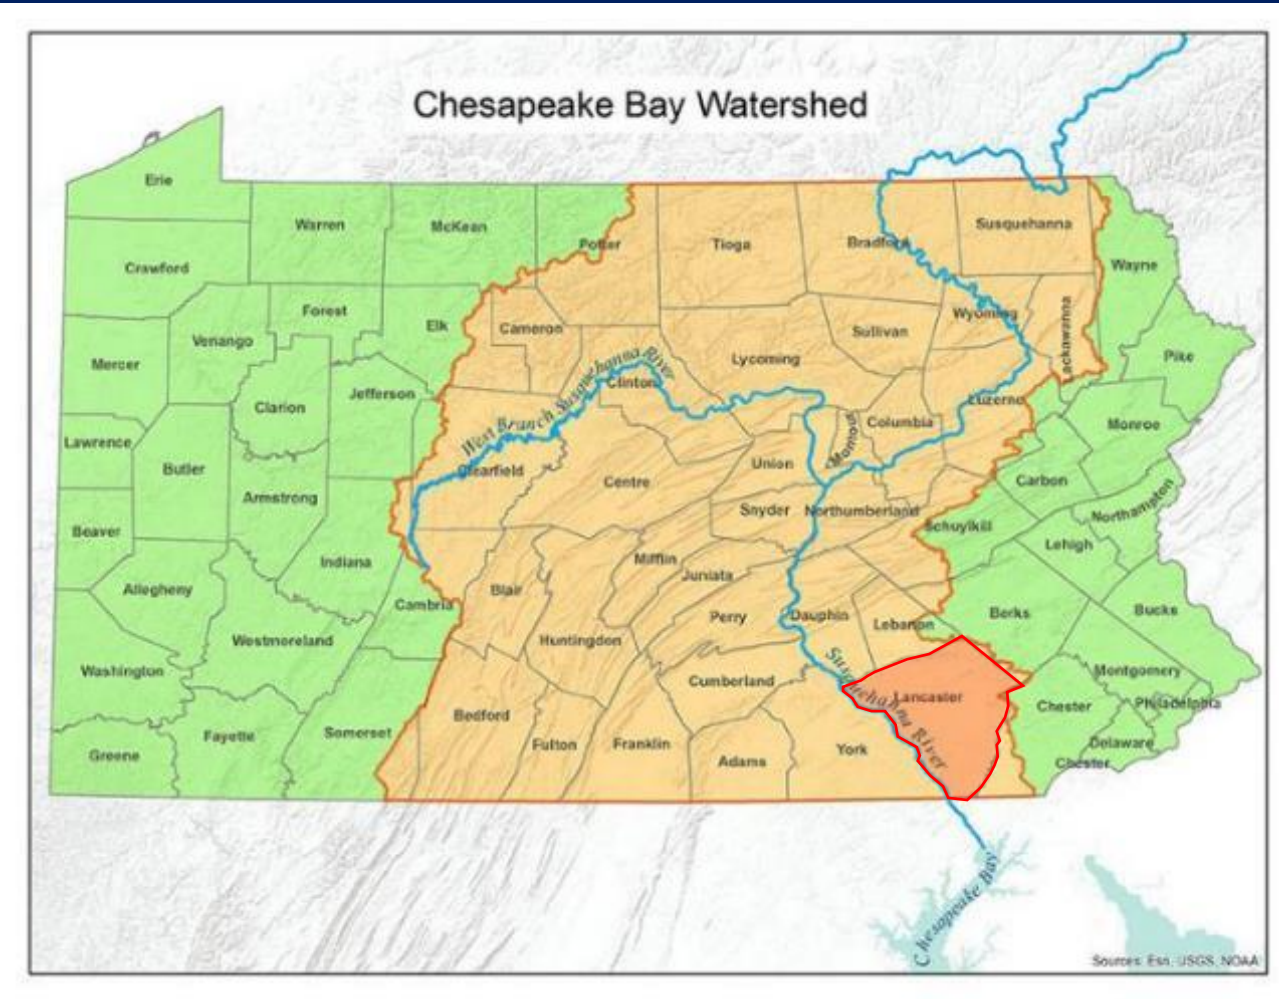 Chesapeake Bay Watershed
Erie
Warren
McKean
Potter
Tioga
Bradford
Susquehanna
Wayne
Crawford
Forest
Elk
Cameron
Venango
Sullivan
Wyoming
Lackawanna
Pike
Mercer
Clarion
Jefferson
West Branch Susquehanna River
Clinton
Lycoming
Luzerne
Monroe
Columbia
Montour
Lawrence
Butler
Armstrong
Clearfield
Centre
Union
Carbon
Northampton
Snyder
Northumberland
Schuylkill
Beaver
Lehigh
Indiana
Mifflin
Juniata
Allegheny
Blair
Cambria
Perry
Dauphin
Lebanon
Berks
Bucks
Westmoreland
Huntingdon
Washington
Cumberland
Susquehanna River
Lancaster
Montgomery
Chester
Philadelphia
Bedford
Somerset
Fayette
Greene
Fulton
Franklin
Adams
York
Delaware
Chester
Chesapeake Bay
Sources: Esri, USGS, NOAA